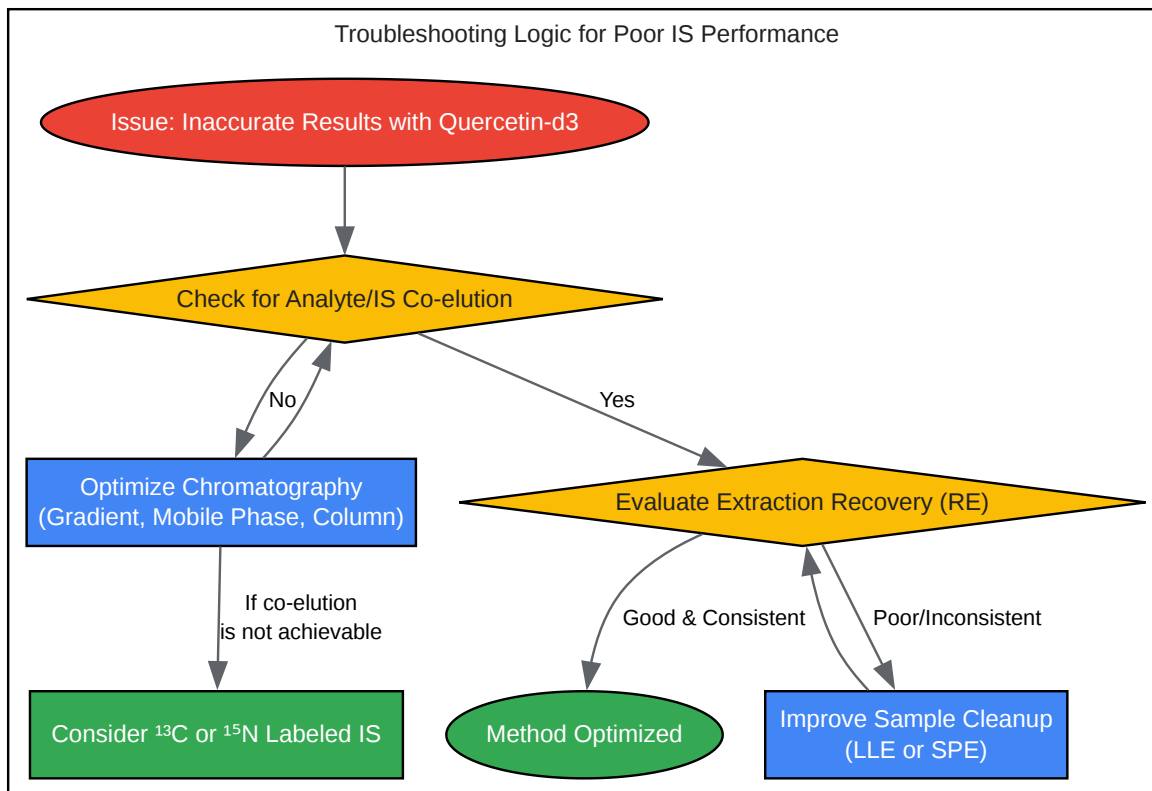 Troubleshooting Logic for Poor IS Performance
Issue: Inaccurate Results with Quercetin-d3
Check for Analyte/IS Co-elution
No
Yes
Optimize Chromatography
(Gradient, Mobile Phase, Column)
Evaluate Extraction Recovery (RE)
If co-elution
is not achievable
Good & Consistent
Poor/Inconsistent
Consider ¹³C or ¹⁵N Labeled IS
Method Optimized
Improve Sample Cleanup
(LLE or SPE)